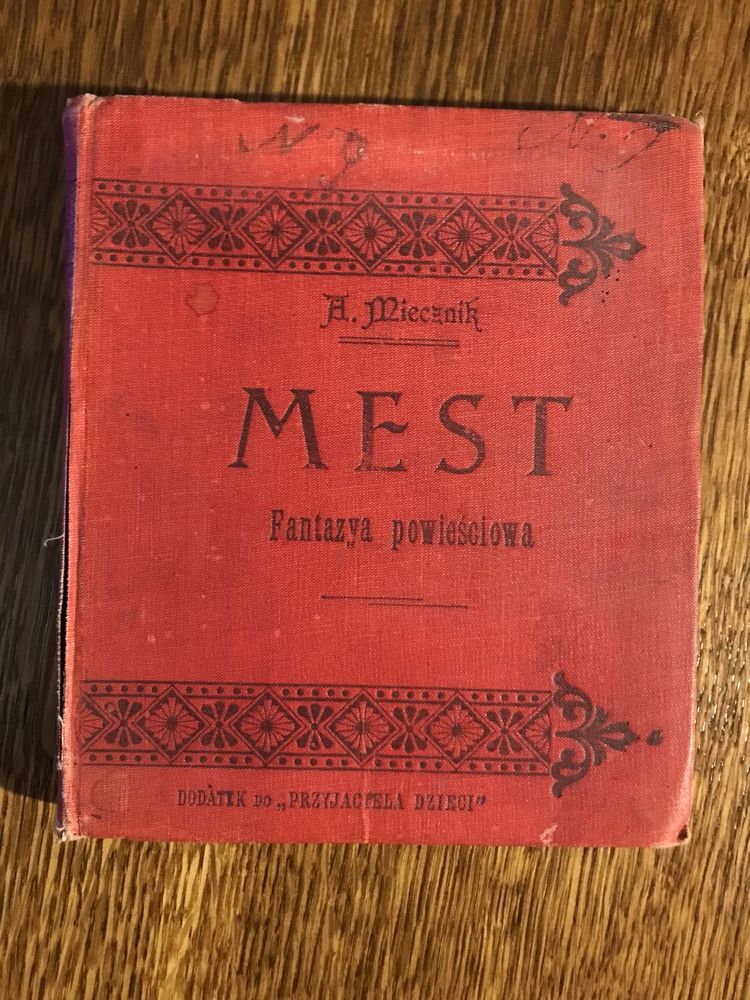 A. Miecznik
MEST
Fantazya powieściowa
DODATEK DO „PRZYJACIELA DZIECI"